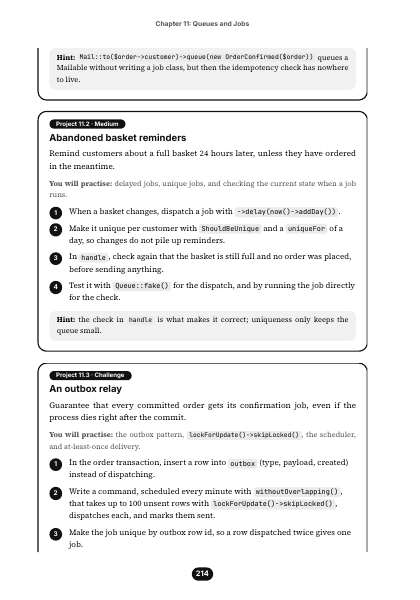 Chapter 11: Queues and Jobs
Hint: Mail::to($order->customer)->queue(new OrderConfirmed($order)) queues a
Mailable without writing a job class, but then the idempotency check has nowhere
to live.
Project 11.2 · Medium
Abandoned basket reminders
Remind customers about a full basket 24 hours later, unless they have ordered
in the meantime.
You will practise: delayed jobs, unique jobs, and checking the current state when a job
runs.
1 When a basket changes, dispatch a job with ->delay(now()->addDay()).
2 Make it unique per customer with ShouldBeUnique and a uniqueFor of a
day, so changes do not pile up reminders.
3 In handle, check again that the basket is still full and no order was placed,
before sending anything.
4 Test it with Queue::fake() for the dispatch, and by running the job directly
for the check.
Hint: the check in handle is what makes it correct; uniqueness only keeps the
queue small.
Project 11.3 · Challenge
An outbox relay
Guarantee that every committed order gets its confirmation job, even if the
process dies right after the commit.
You will practise: the outbox pattern, lockForUpdate()->skipLocked(), the scheduler,
and at-least-once delivery.
1 In the order transaction, insert a row into outbox (type, payload, created)
instead of dispatching.
2 Write a command, scheduled every minute with withoutOverlapping(),
that takes up to 100 unsent rows with lockForUpdate()->skipLocked(),
dispatches each, and marks them sent.
3 Make the job unique by outbox row id, so a row dispatched twice gives one
job.
214